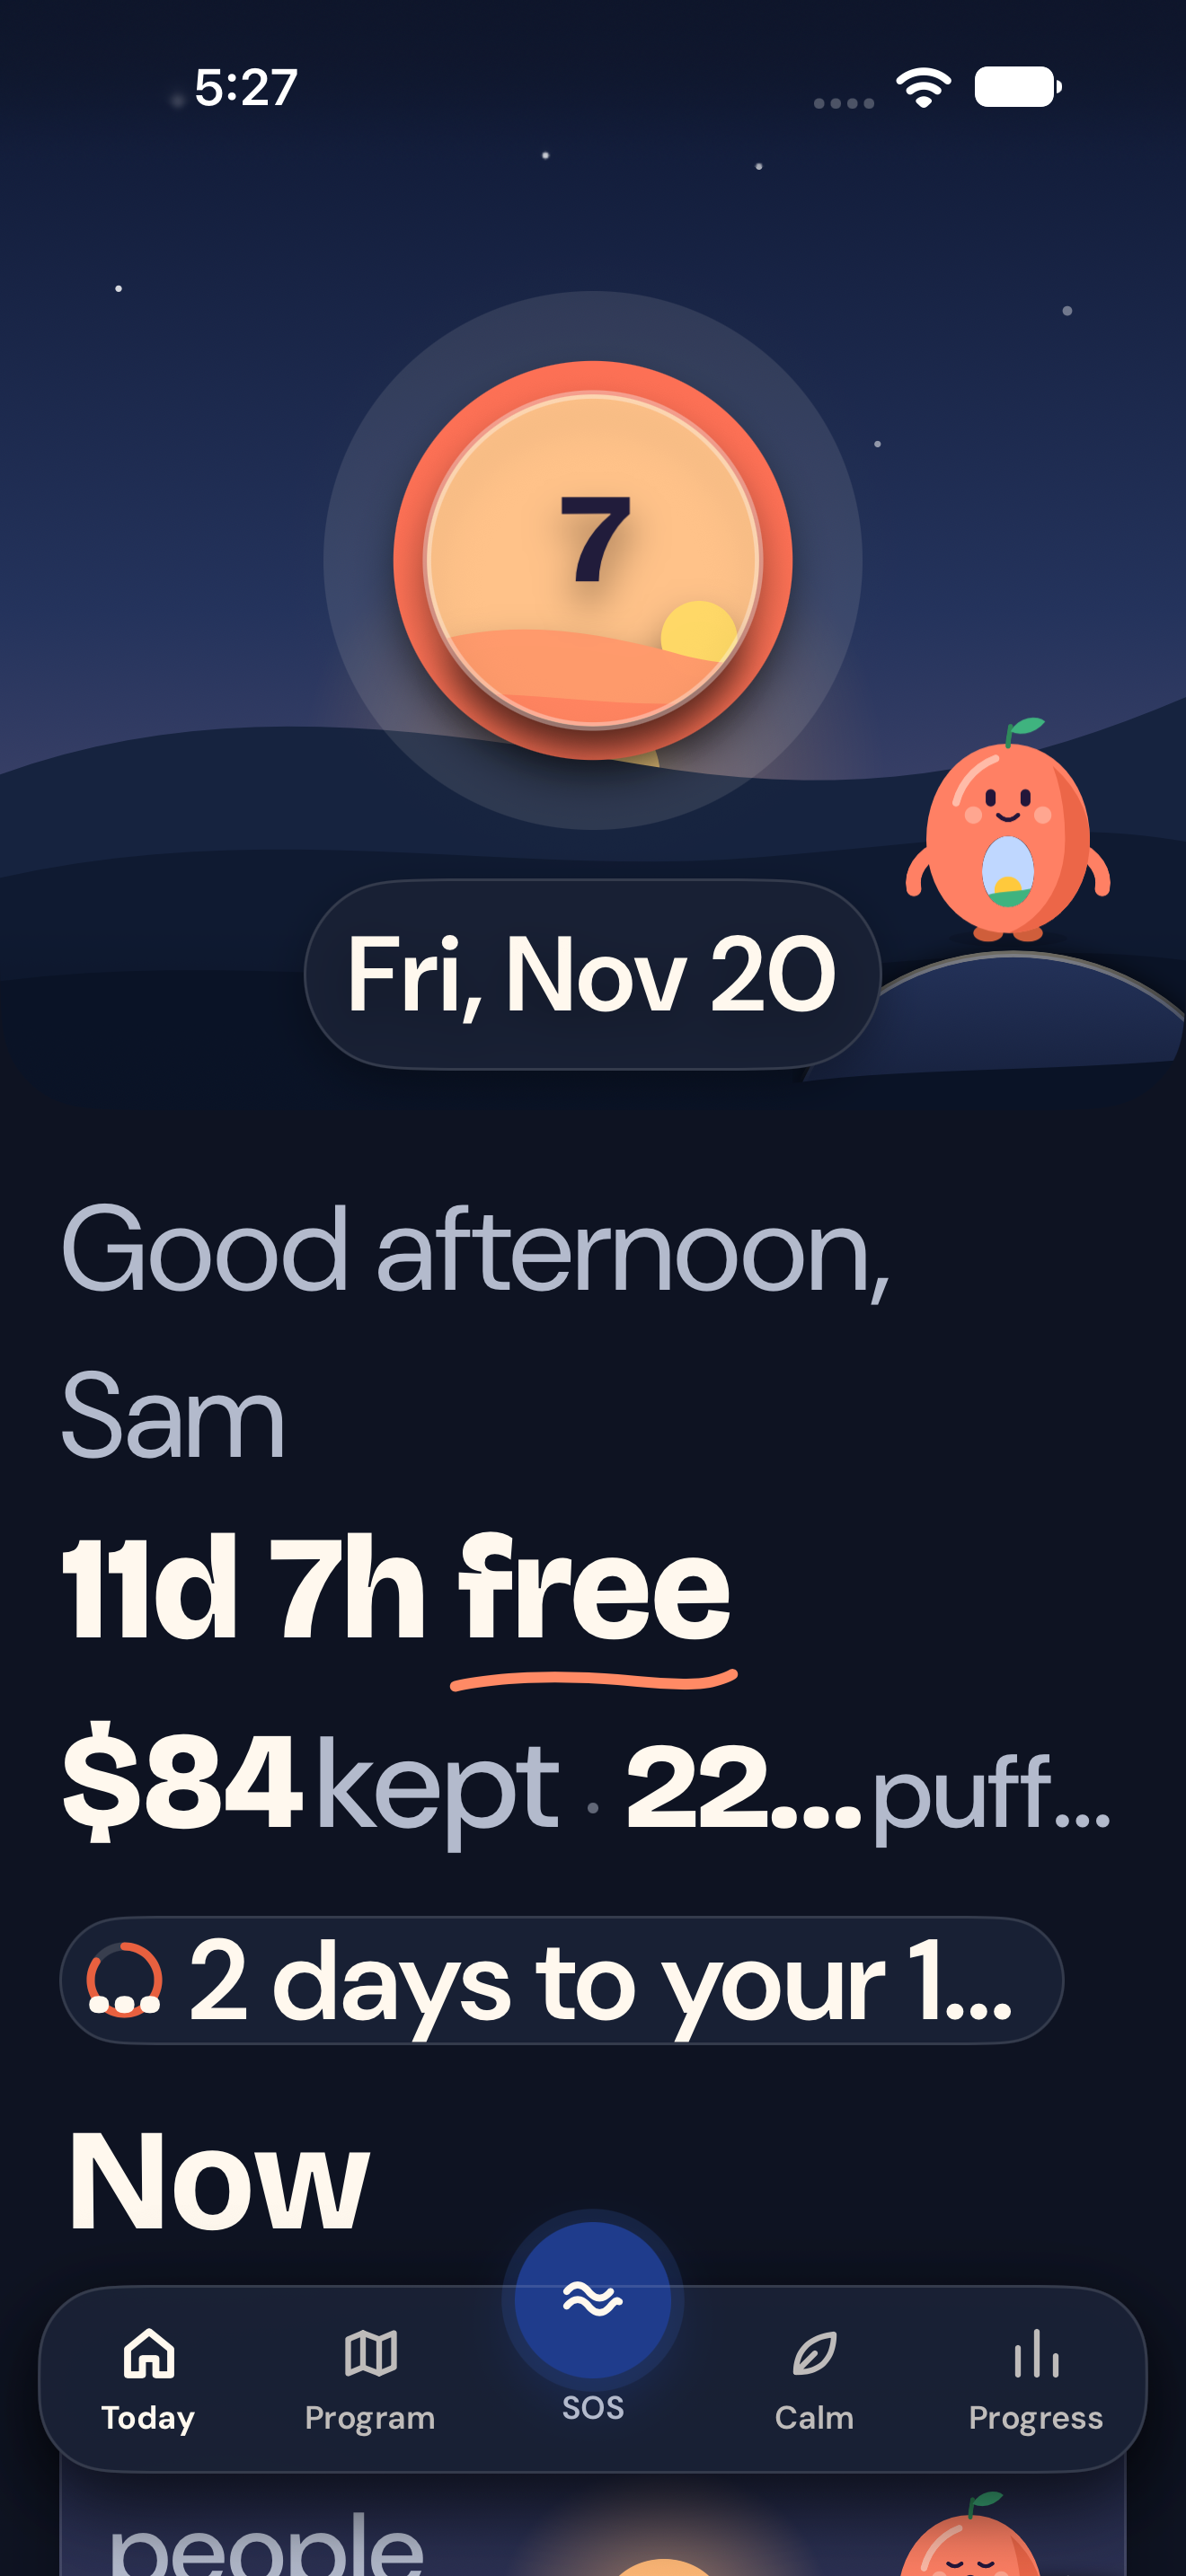 5:27
7
Fri, Nov 20
Good afternoon,
Sam
11d 7h free
$84 kept · 22... puff...
2 days to your 1...
Now
SOS
Today Program Calm Progress
people